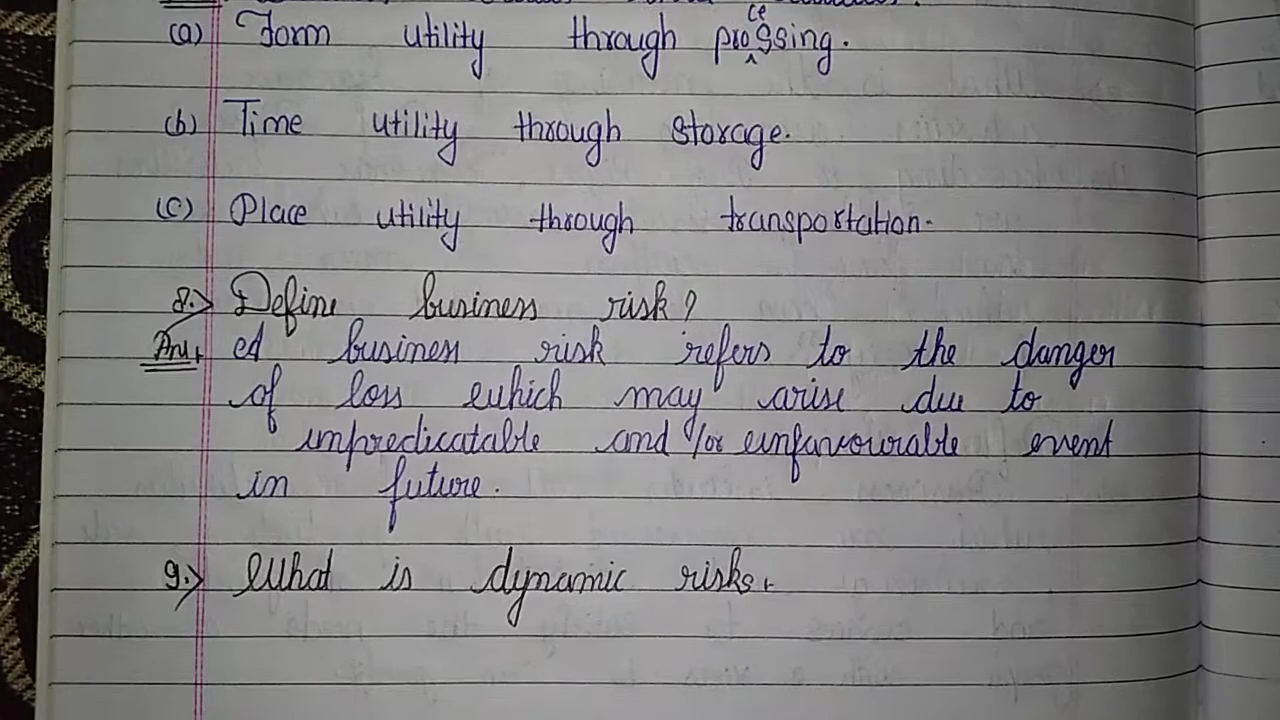 (a) Form utility through processing.
(b) Time utility through storage.
(c) Place utility through transportation.
8.> Define business risk?
Ans+ ed business risk refers to the danger
of loss which may arise due to
impredicatable and /or unfavourable event
in future.
9.> What is dynamic risks+